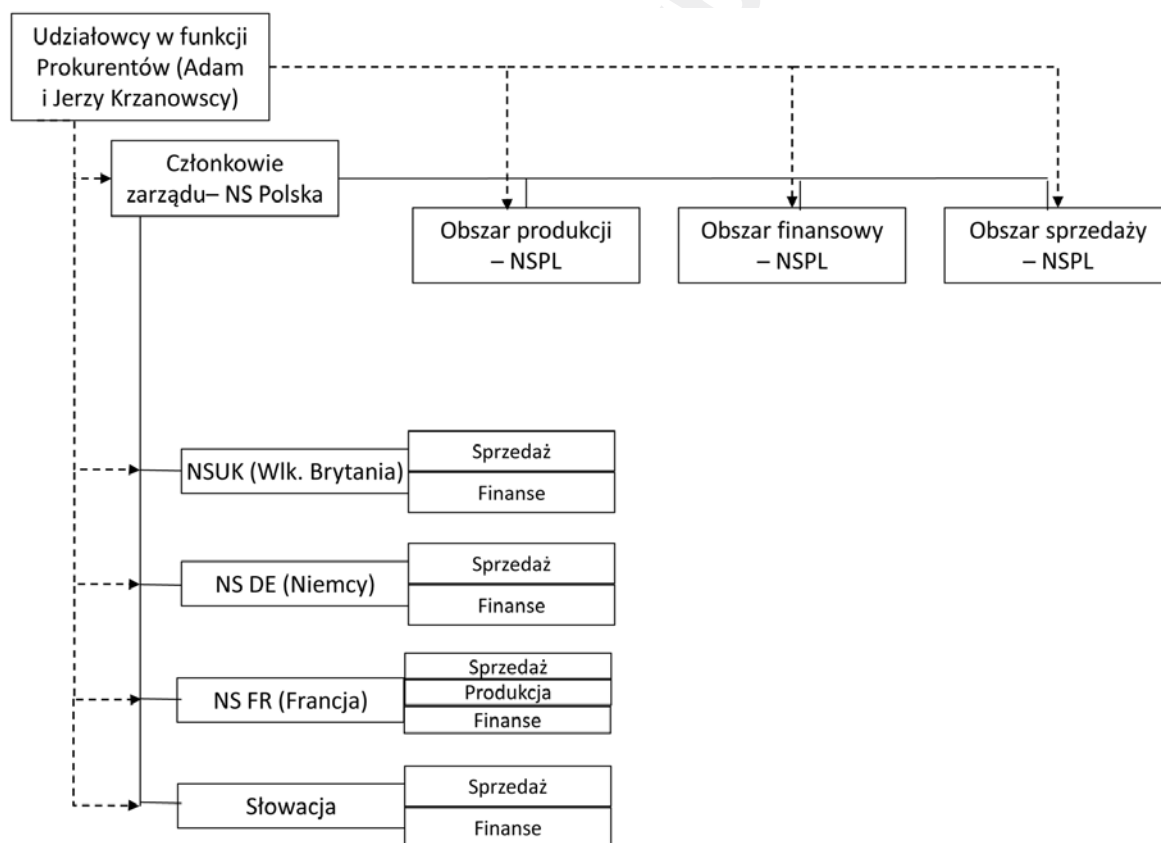 Udziałowcy w funkcji
Prokurentów (Adam
i Jerzy Krzanowscy)
Członkowie
zarządu– NS Polska
Obszar produkcji
– NSPL
Obszar finansowy
– NSPL
Obszar sprzedaży
– NSPL
NSUK (Wlk. Brytania)
Sprzedaż
Finanse
NS DE (Niemcy)
Sprzedaż
Finanse
NS FR (Francja)
Sprzedaż
Produkcja
Finanse
Słowacja
Sprzedaż
Finanse